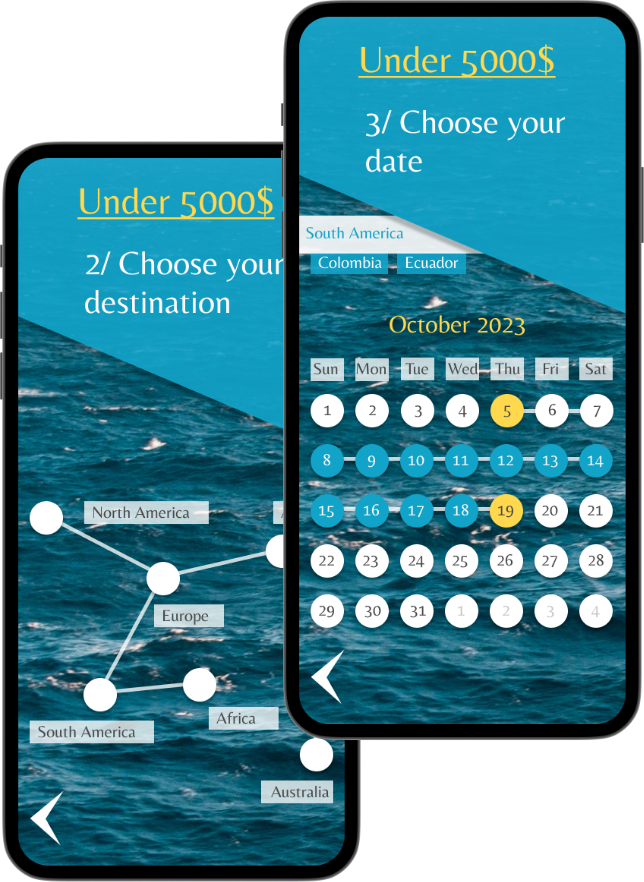 Under 5000$
3/ Choose your
date
South America
Colombia Ecuador
October 2023
Sun Mon Tue Wed Thu Fri Sat
1 2 3 4 5 6 7
8 9 10 11 12 13 14
15 16 17 18 19 20 21
22 23 24 25 26 27 28
29 30 31 1 2 3 4
Under 5000$
2/ Choose your
destination
North America
Europe
Africa
South America
Australia